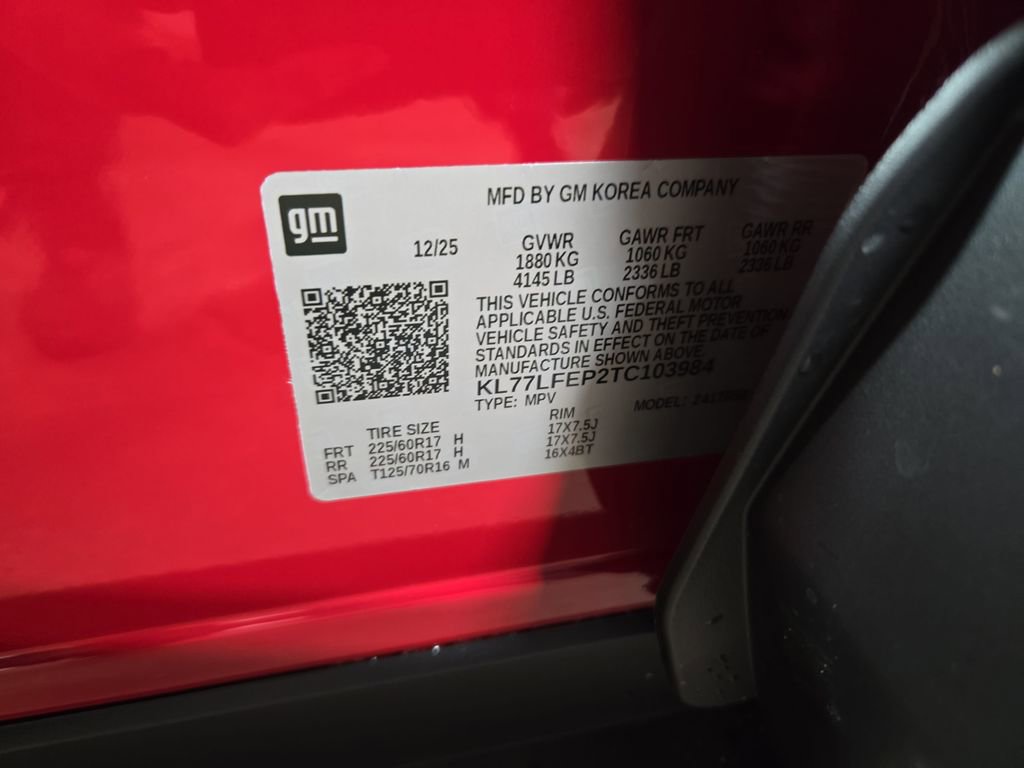 gm
MFD BY GM KOREA COMPANY
12/25
GVWR GAWR FRT GAWR RR
1880 KG 1060 KG 1060 KG
4145 LB 2336 LB 2336 LB
THIS VEHICLE CONFORMS TO ALL
APPLICABLE U.S. FEDERAL MOTOR
VEHICLE SAFETY AND THEFT PREVENTION
STANDARDS IN EFFECT ON THE DATE OF
MANUFACTURE SHOWN ABOVE.
KL77LFEP2TC103984
TYPE: MPV MODEL:
TIRE SIZE RIM
FRT 225/60R17 H 17X7.5J
RR 225/60R17 H 17X7.5J
SPA T125/70R16 M 16X4BT